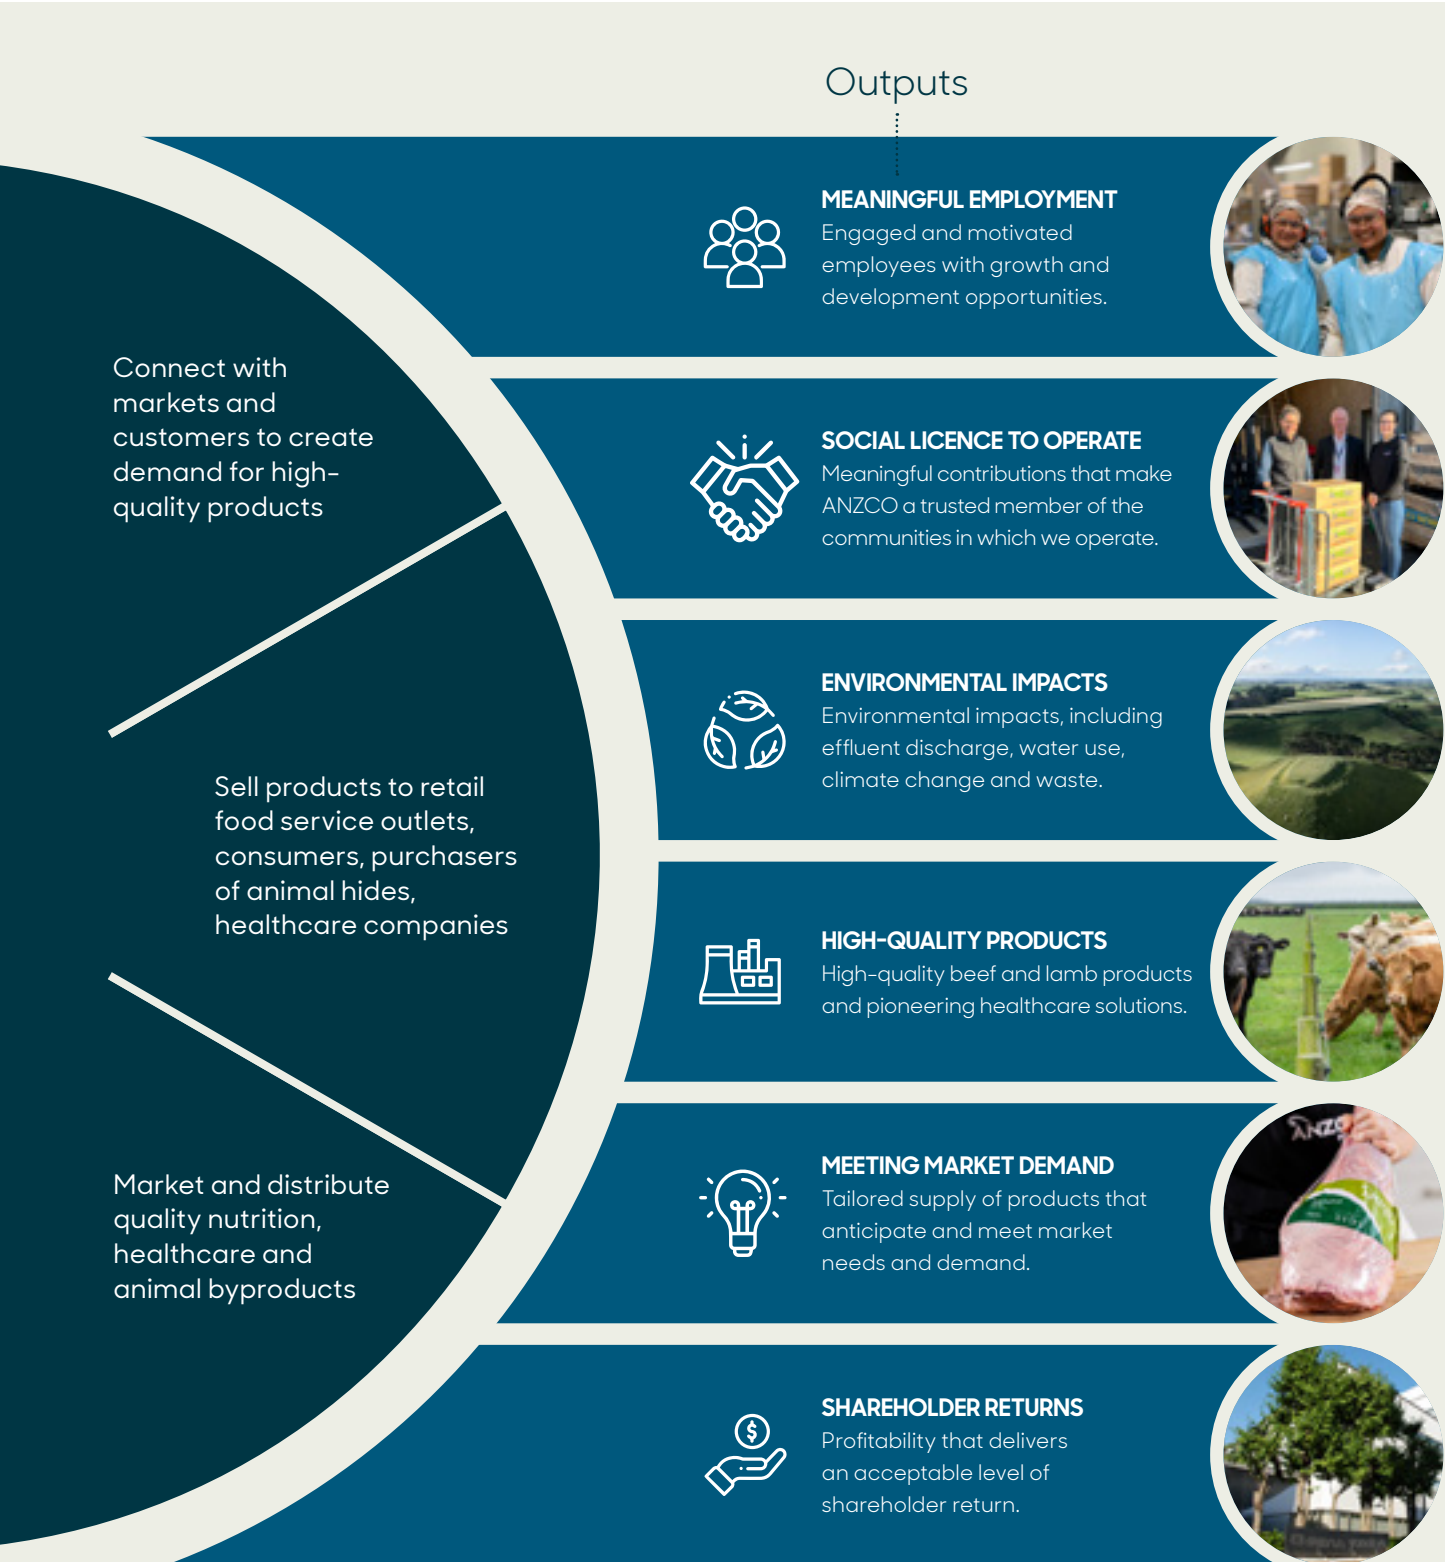 Outputs
Connect with
markets and
customers to create
demand for high-
quality products
Sell products to retail
food service outlets,
consumers, purchasers
of animal hides,
healthcare companies
Market and distribute
quality nutrition,
healthcare and
animal byproducts
MEANINGFUL EMPLOYMENT
Engaged and motivated
employees with growth and
development opportunities.
SOCIAL LICENCE TO OPERATE
Meaningful contributions that make
ANZCO a trusted member of the
communities in which we operate.
ENVIRONMENTAL IMPACTS
Environmental impacts, including
effluent discharge, water use,
climate change and waste.
HIGH-QUALITY PRODUCTS
High-quality beef and lamb products
and pioneering healthcare solutions.
MEETING MARKET DEMAND
Tailored supply of products that
anticipate and meet market
needs and demand.
SHAREHOLDER RETURNS
$
Profitability that delivers
an acceptable level of
shareholder return.